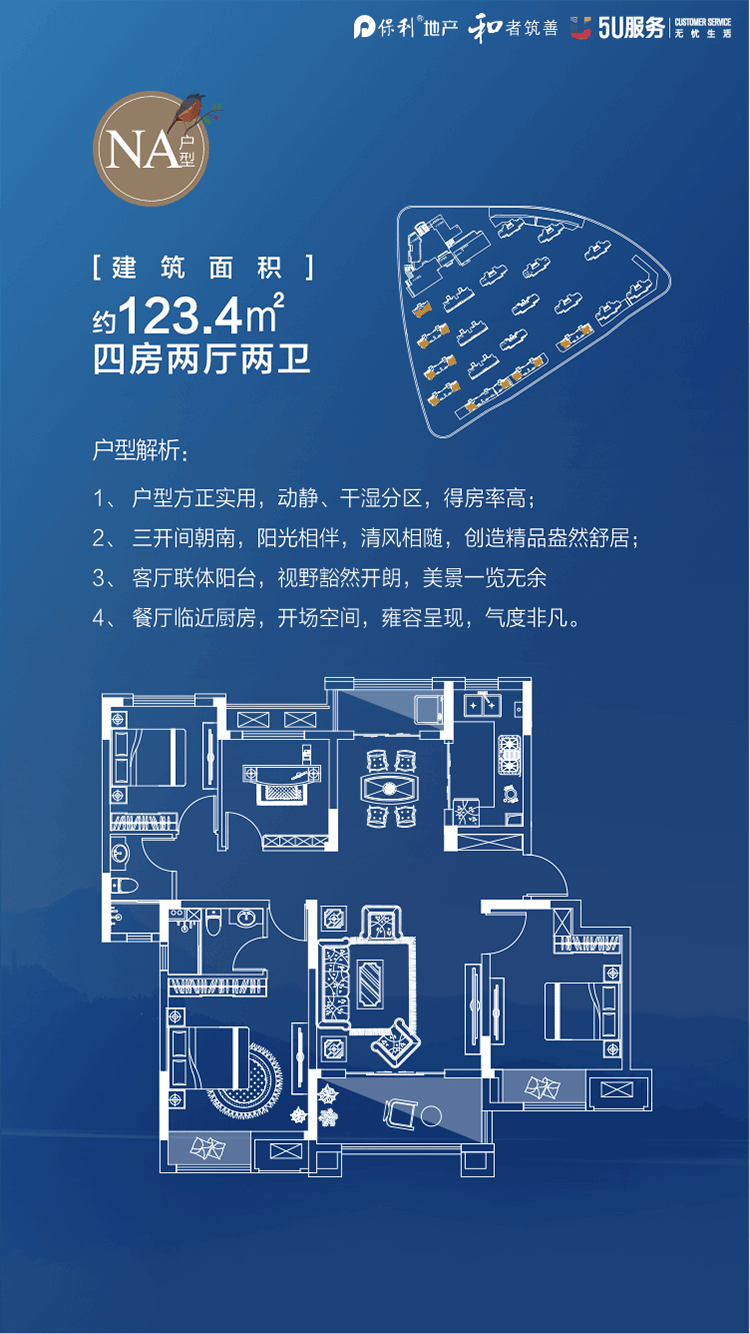 保利®地产 和者筑善 5U服务 CUSTOMER SERVICE
无忧生活
NA户型
[建筑面积]
约123.4㎡
四房两厅两卫
户型解析：
1、 户型方正实用，动静、干湿分区，得房率高；
2、 三开间朝南，阳光相伴，清风相随，创造精品盎然舒居；
3、 客厅联体阳台，视野豁然开朗，美景一览无余
4、 餐厅临近厨房，开场空间，雍容呈现，气度非凡。